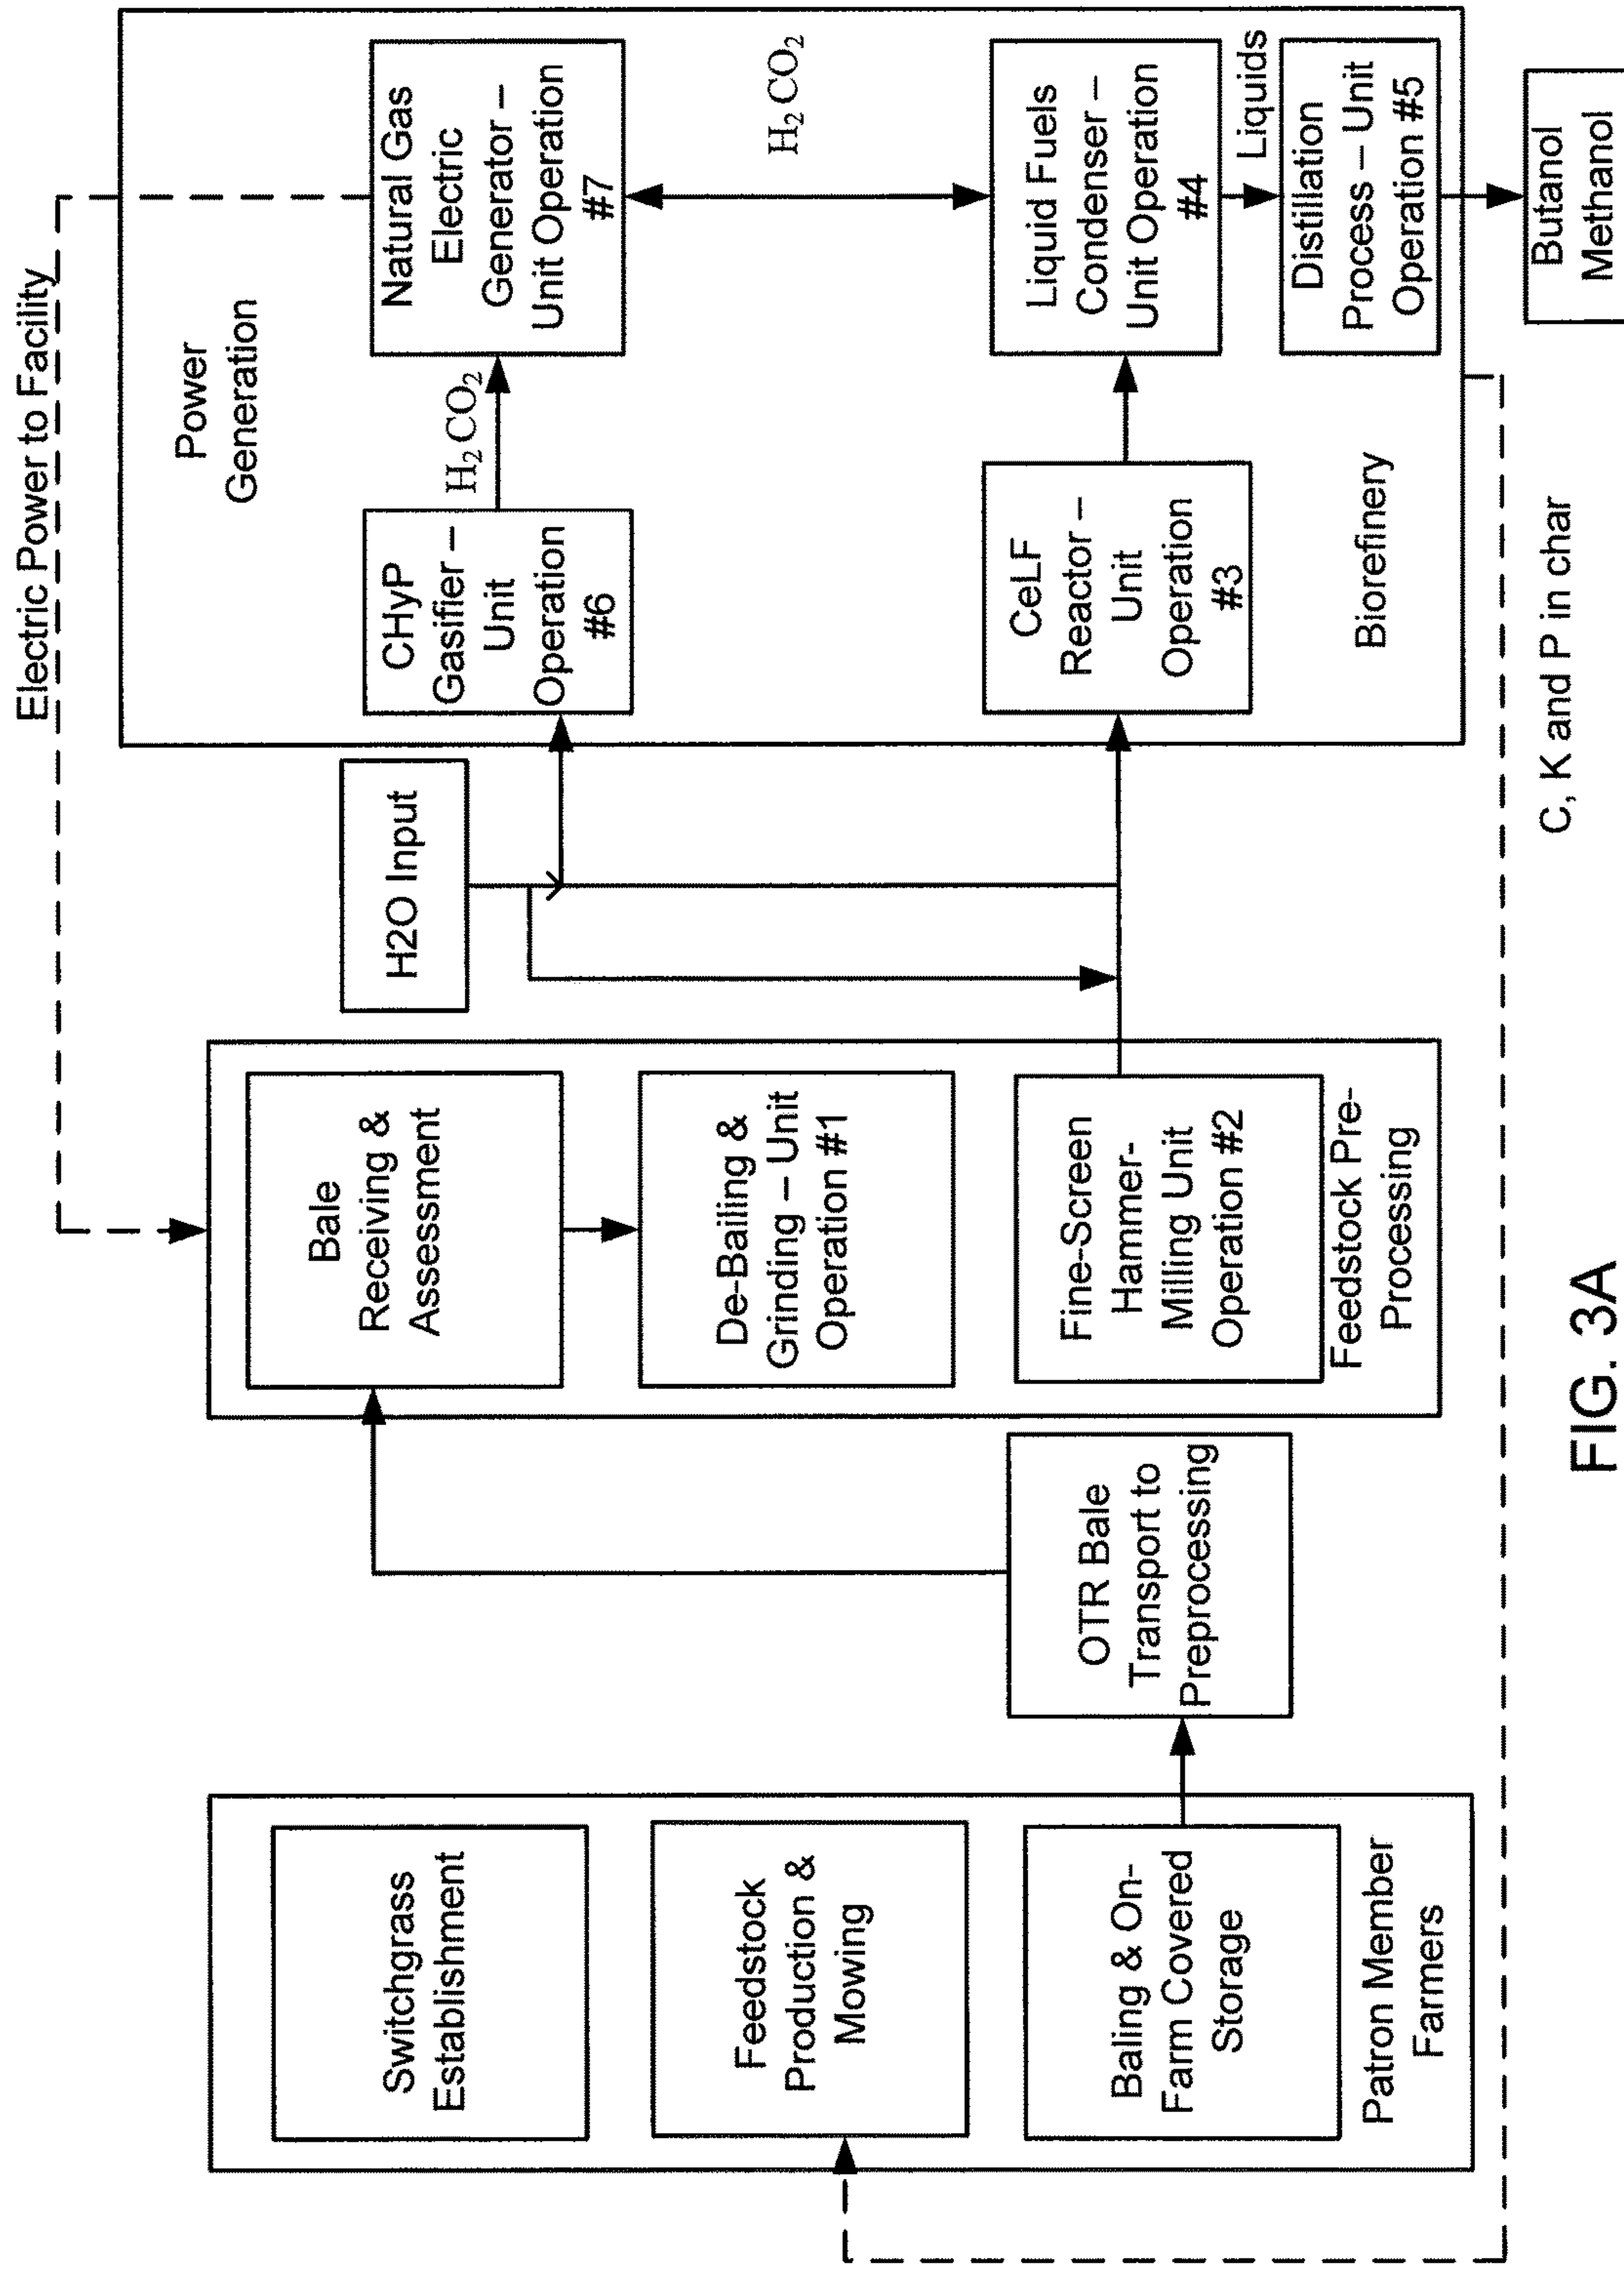 Electric Power to Facility
Switchgrass
Establishment
Feedstock
Production &
Mowing
Baling & On-
Farm Covered
Storage
Patron Member
Farmers
OTR Bale
Transport to
Preprocessing
Bale
Receiving &
Assessment
De-Bailing &
Grinding – Unit
Operation #1
Fine-Screen
Hammer-
Milling Unit
Operation #2
Feedstock Pre-
Processing
H2O Input
Power
Generation
CHyP
Gasifier –
Unit
Operation
#6
H₂ CO₂
Natural Gas
Electric
Generator –
Unit Operation
#7
H₂ CO₂
CeLF
Reactor –
Unit
Operation
#3
Liquid Fuels
Condenser –
Unit Operation
#4
Liquids
Distillation
Process – Unit
Operation #5
Biorefinery
Butanol
Methanol
C, K and P in char
FIG. 3A